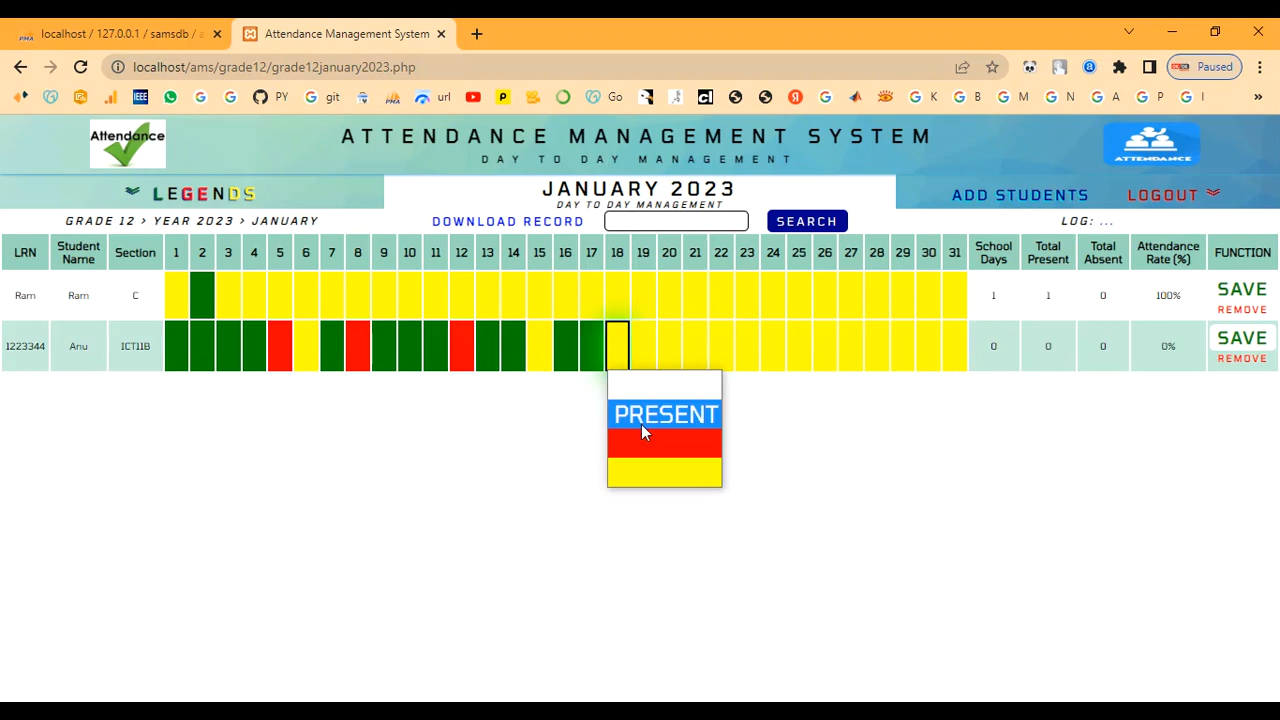 localhost / 127.0.0.1 / samsdb / a
Attendance Management System
localhost/ams/grade12/grade12january2023.php
Paused
IEEE
PY
git
PMA
url
Go
K
B
M
N
A
P
I
Attendance
ATTENDANCE MANAGEMENT SYSTEM
DAY TO DAY MANAGEMENT
ATTENDANCE
LEGENDS
JANUARY 2023
DAY TO DAY MANAGEMENT
ADD STUDENTS
LOGOUT
GRADE 12 > YEAR 2023 > JANUARY
DOWNLOAD RECORD
SEARCH
LOG: ...
LRN Student Name Section 1 2 3 4 5 6 7 8 9 10 11 12 13 14 15 16 17 18 19 20 21 22 23 24 25 26 27 28 29 30 31 School Days Total Present Total Absent Attendance Rate (%) FUNCTION
Ram Ram C 1 1 0 100% SAVE
REMOVE
1223344 Anu ICT11B 0 0 0 0% SAVE
REMOVE
PRESENT